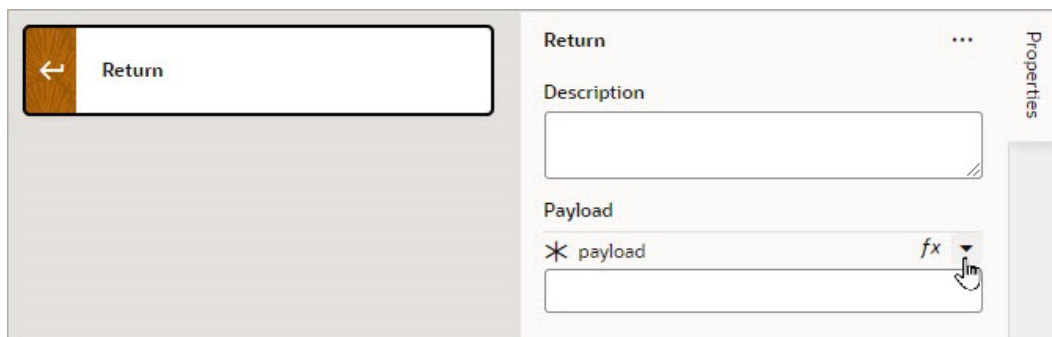 Return
Return
Description
Payload
payload
fx
Properties